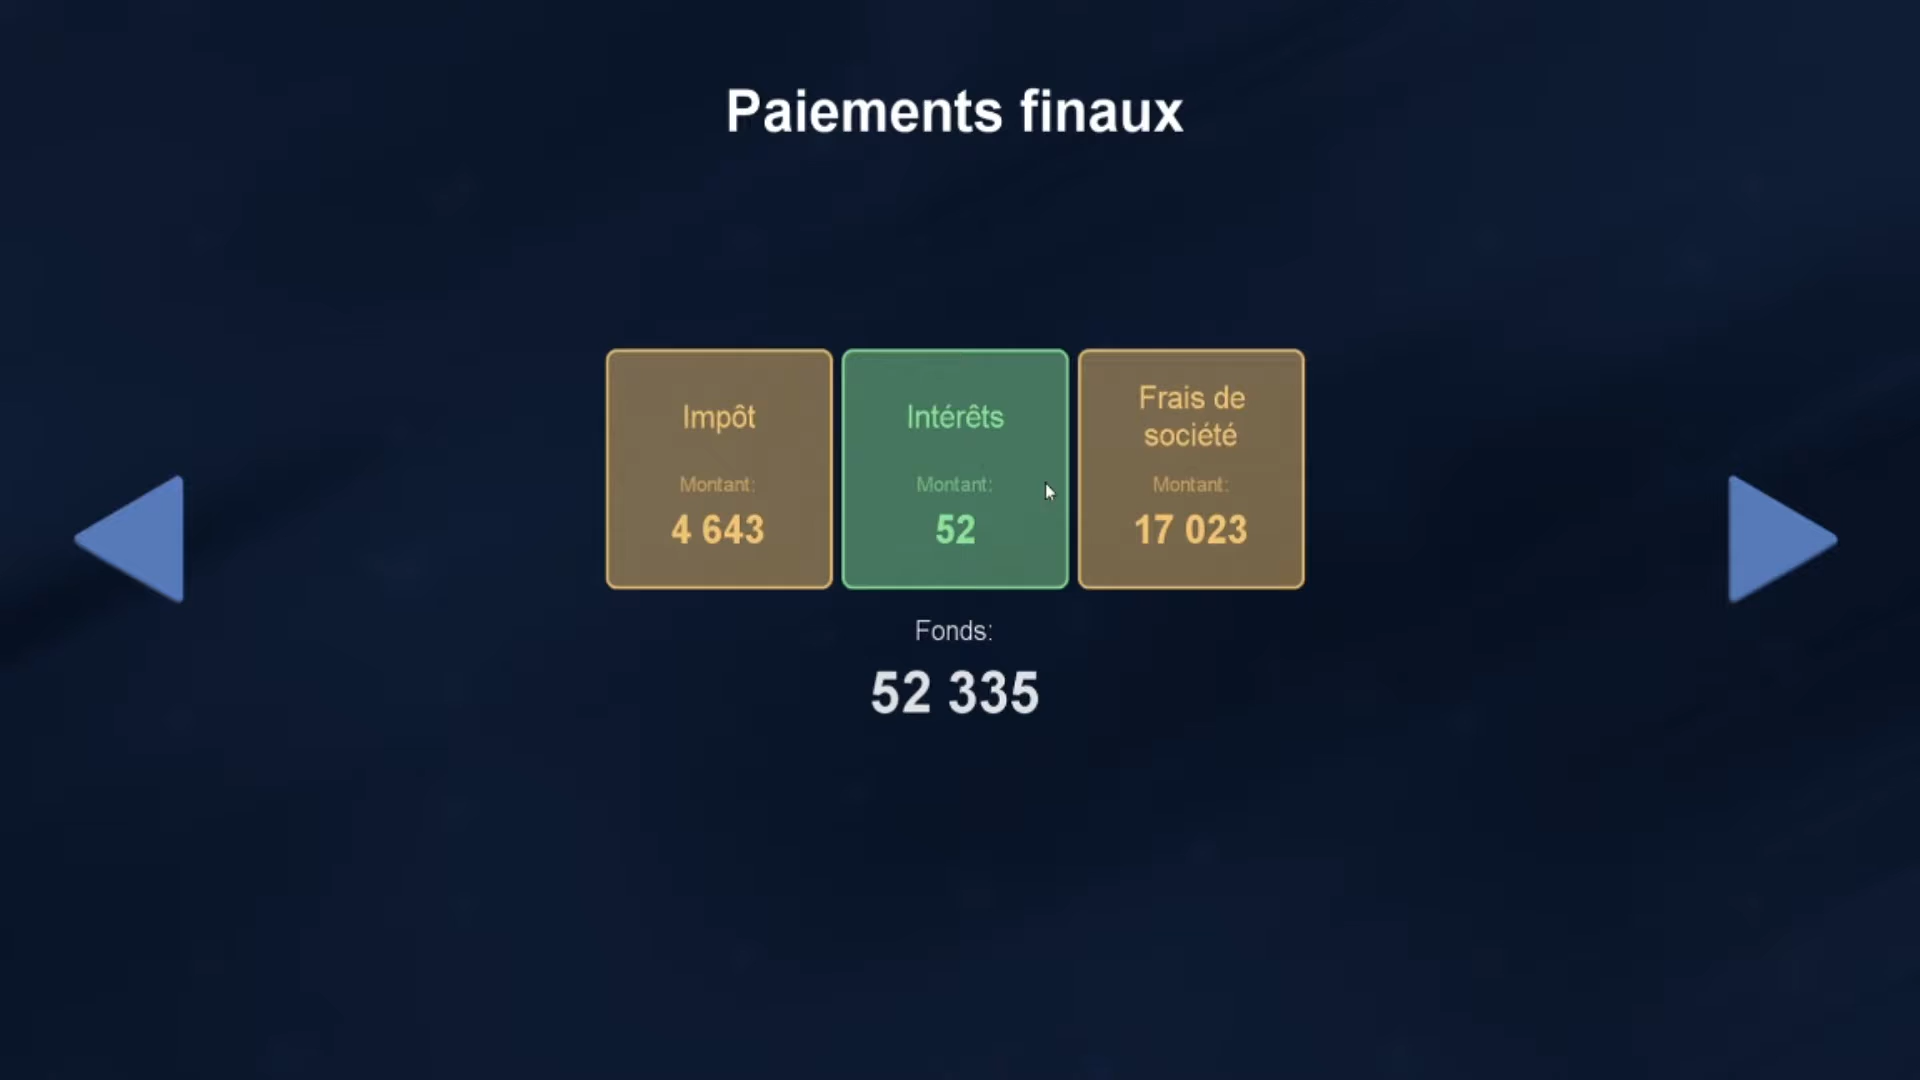 Paiements finaux
Impôt
Montant:
4 643
Intérêts
Montant:
52
Frais de
société
Montant:
17 023
Fonds:
52 335